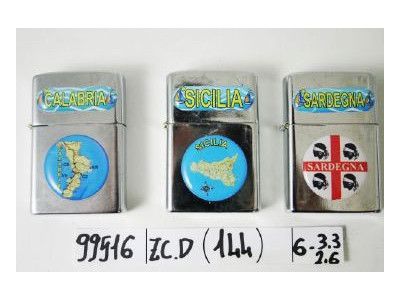 CALABRIA
SICILIA
SARDEGNA
SICILIA
SARDEGNA
99516 | ZC.D (144) | 6-3.3
2.6